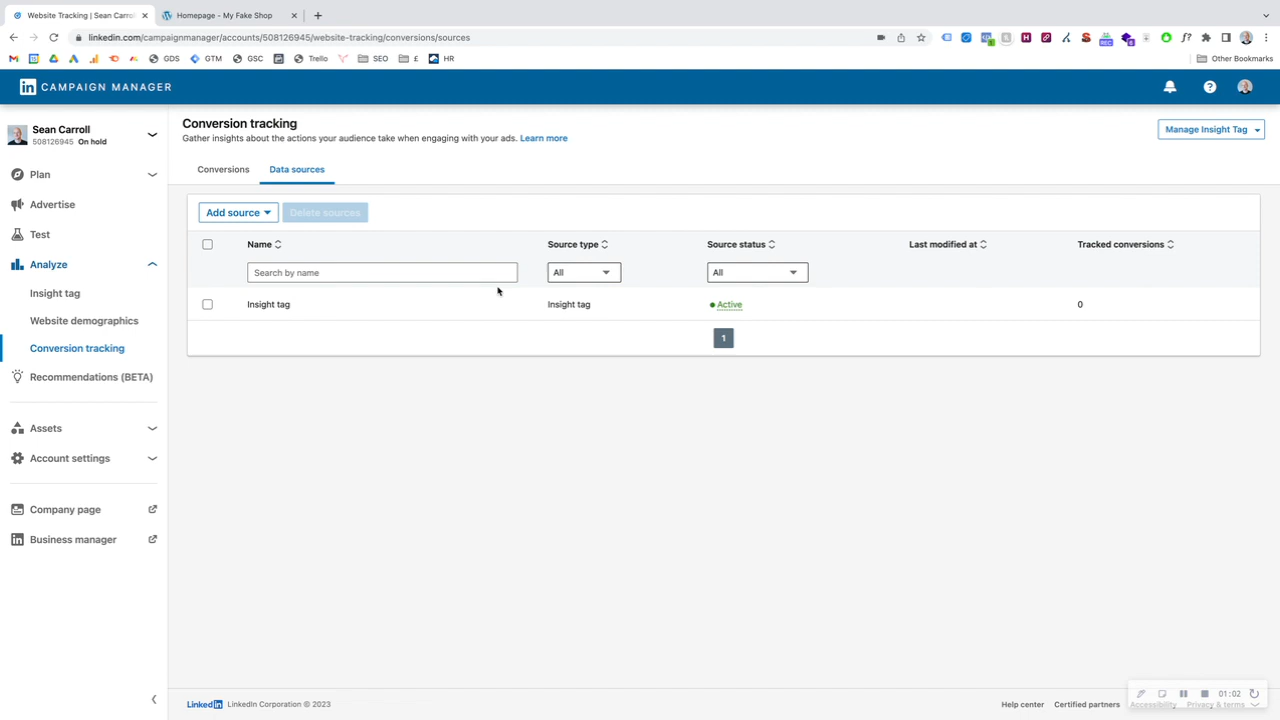 Website Tracking | Sean Carrol
Homepage - My Fake Shop
linkedin.com/campaignmanager/accounts/508126945/website-tracking/conversions/sources
GDS
GTM
GSC
Trello
SEO
£
HR
Other Bookmarks
in CAMPAIGN MANAGER
Sean Carroll
508126945 On hold
Conversion tracking
Gather insights about the actions your audience take when engaging with your ads. Learn more
Manage Insight Tag
Plan
Advertise
Test
Analyze
Insight tag
Website demographics
Conversion tracking
Recommendations (BETA)
Assets
Account settings
Company page
Business manager
Conversions
Data sources
Add source
Delete sources
Name
Source type
Source status
Last modified at
Tracked conversions
Search by name
All
All
Insight tag
Insight tag
Active
0
1
LinkedIn LinkedIn Corporation © 2023
Help center
Certified partners
Accessibility
Privacy & terms
01:02